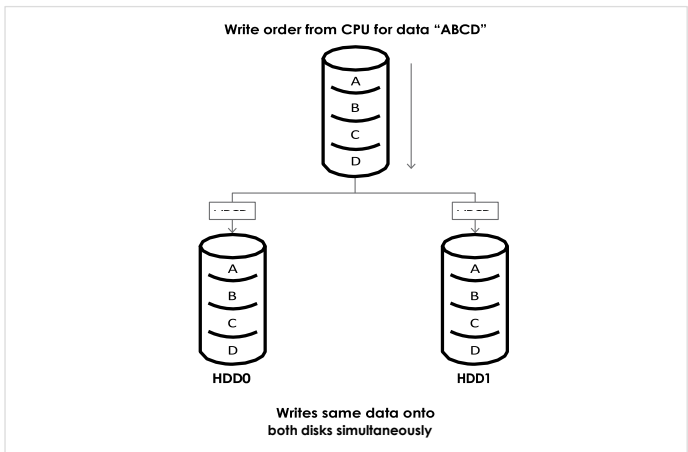 Write order from CPU for data “ABCD”
A
B
C
D
A
B
C
D
HDD0
A
B
C
D
HDD1
Writes same data onto
both disks simultaneously